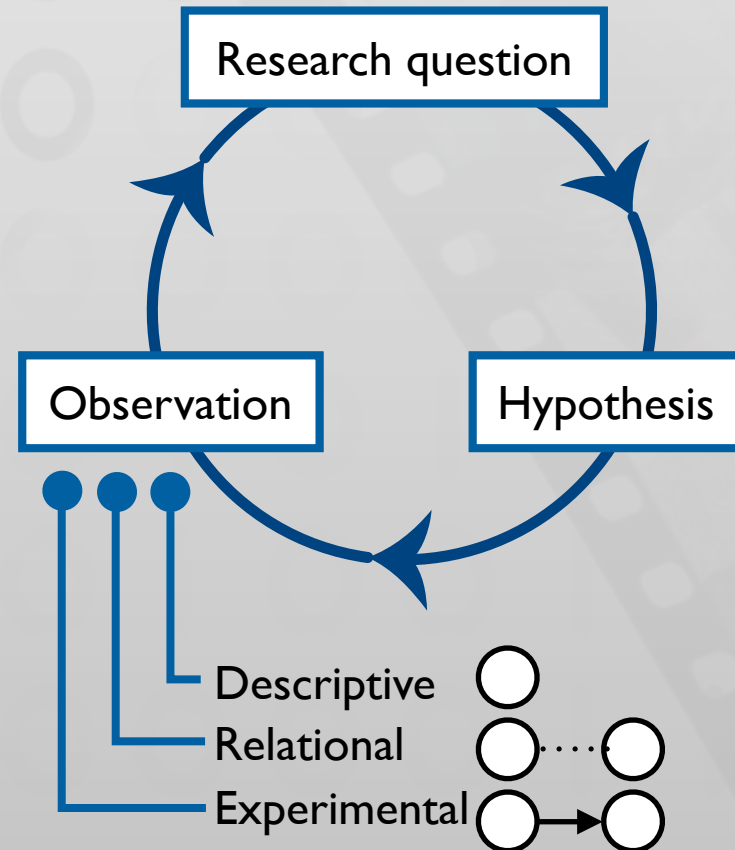 Research question
Observation
Hypothesis
Descriptive
Relational
Experimental